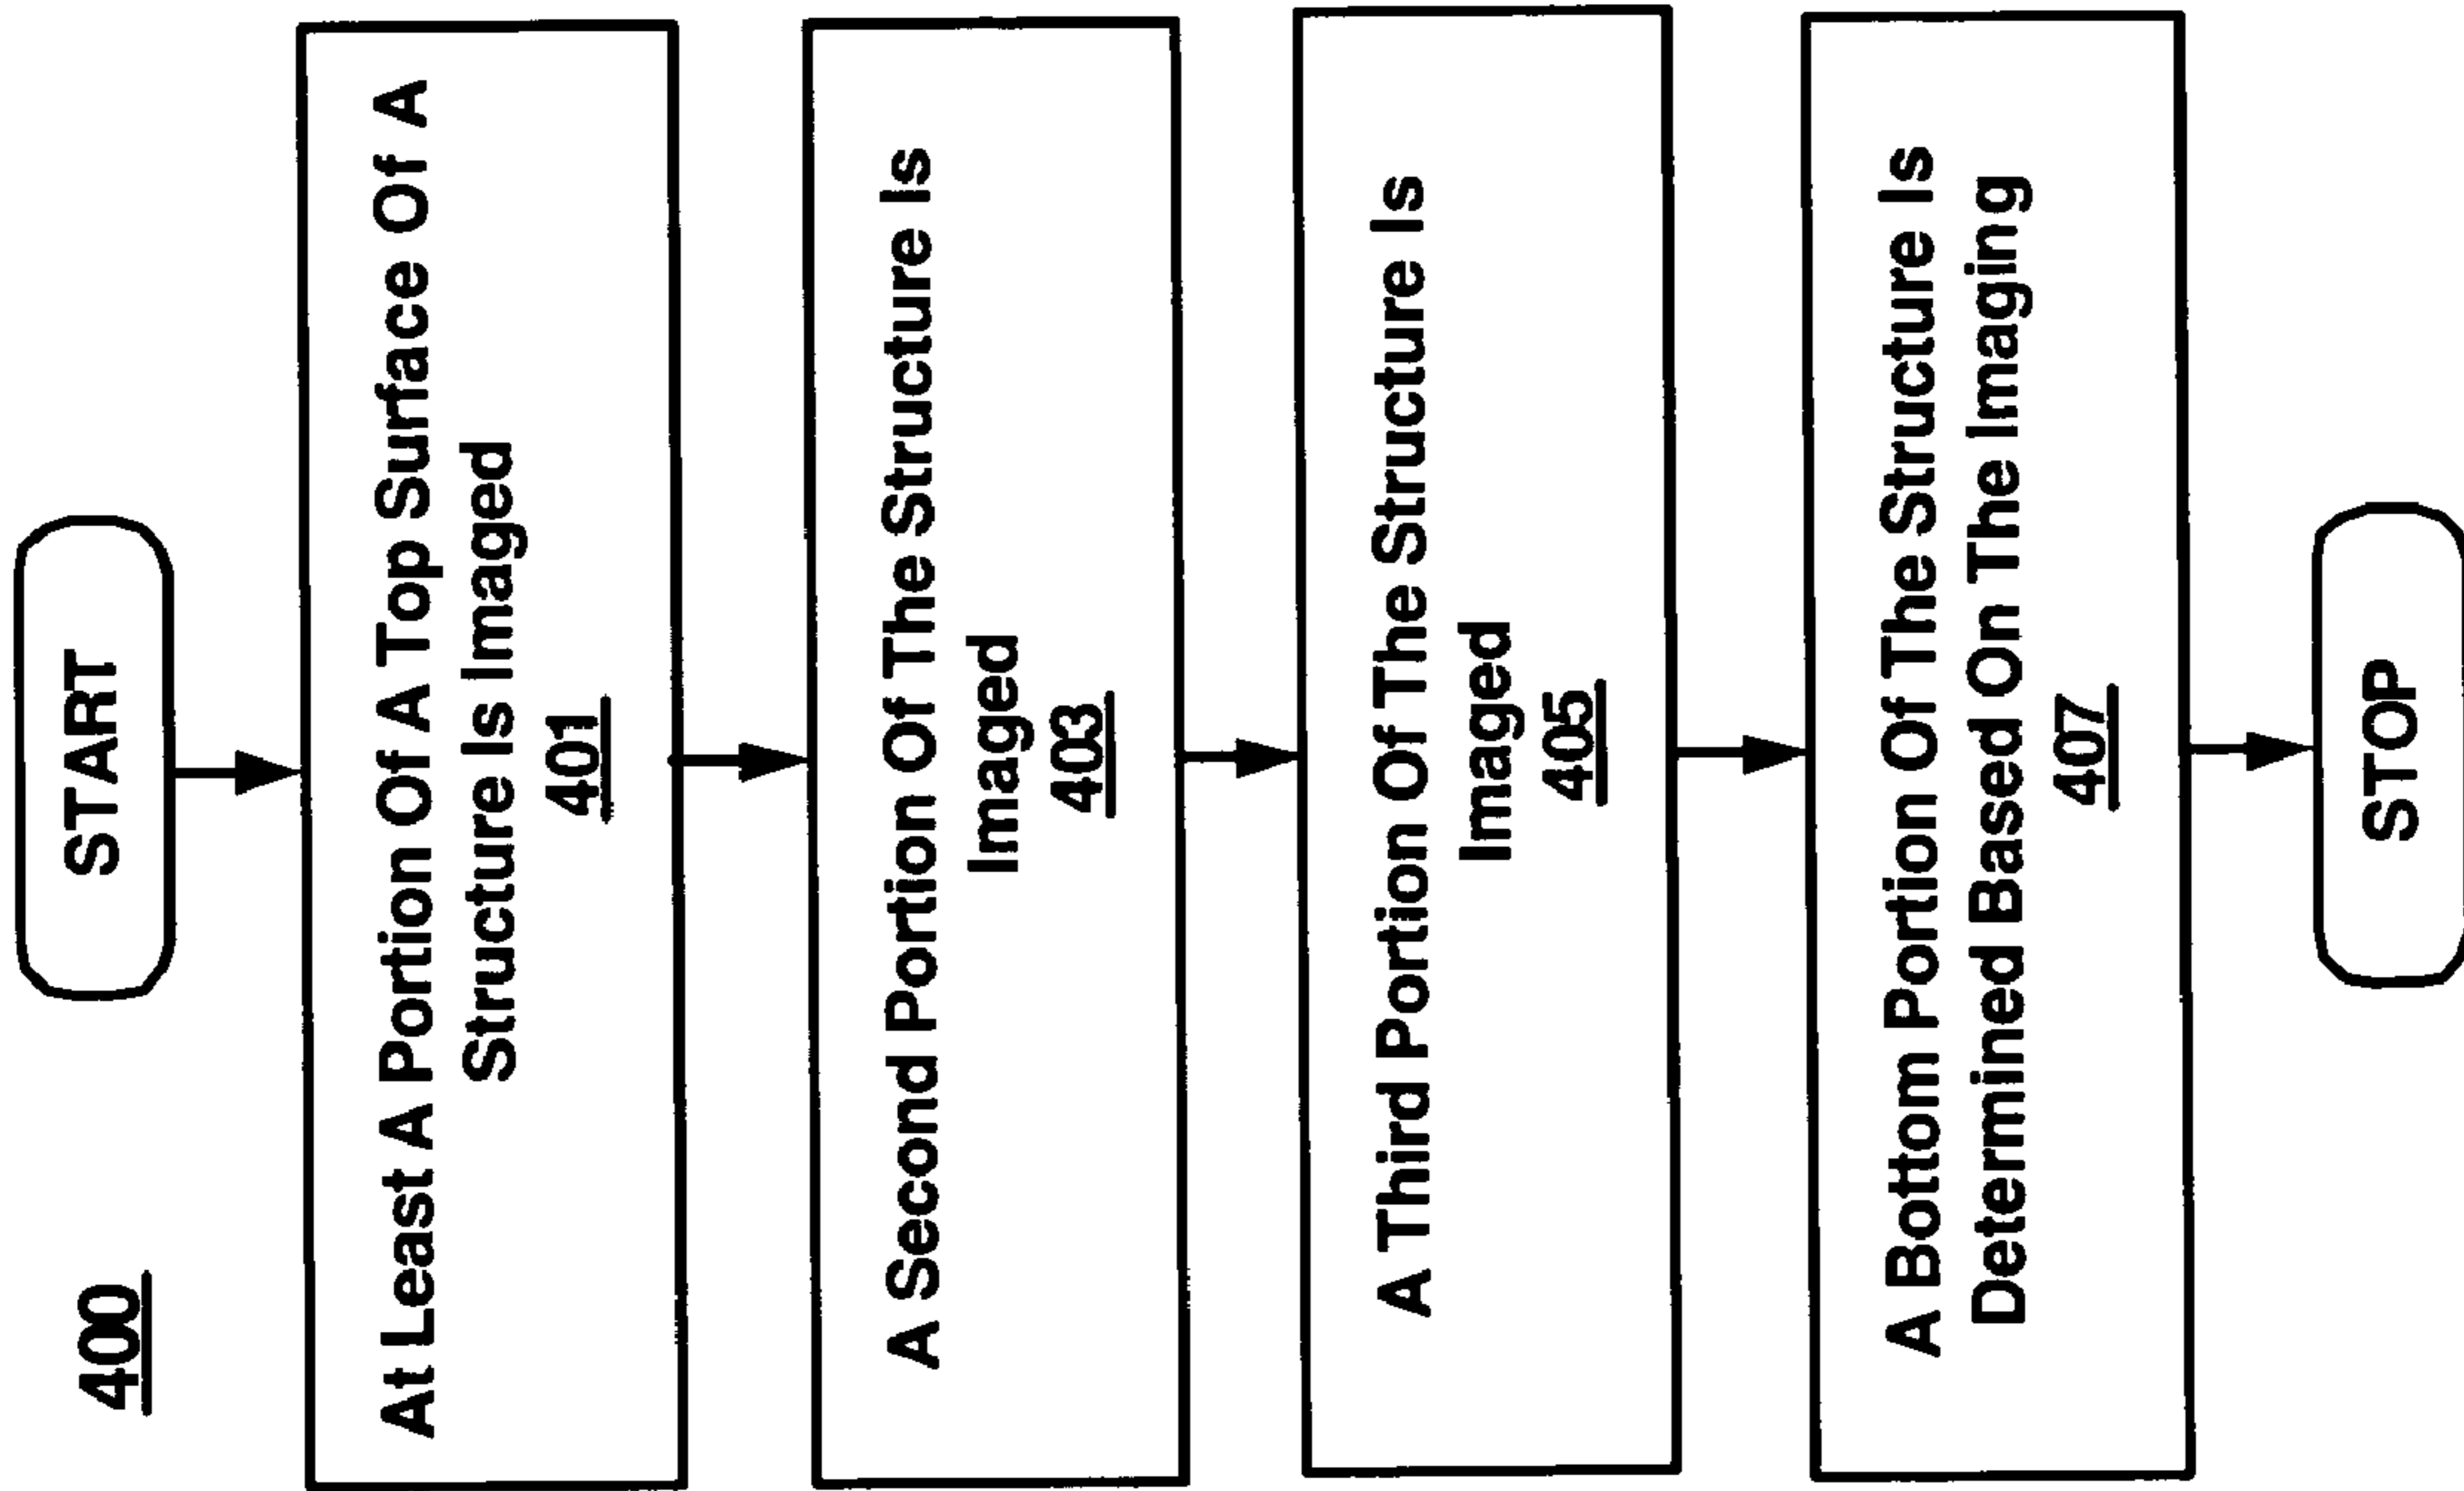 400
START
At Least A Portion Of A Top Surface Of A
Structure Is Imaged
401
A Second Portion Of The Structure Is
Imaged
403
A Third Portion Of The Structure Is
Imaged
405
A Bottom Portion Of The Structure Is
Determined Based On The Imaging
407
STOP